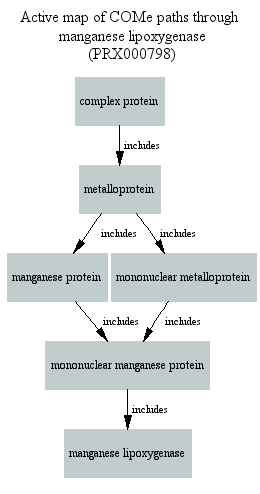 Active map of COMe paths through
manganese lipoxygenase
(PRX000798)
complex protein
includes
metalloprotein
includes includes
manganese protein mononuclear metalloprotein
includes includes
mononuclear manganese protein
includes
manganese lipoxygenase